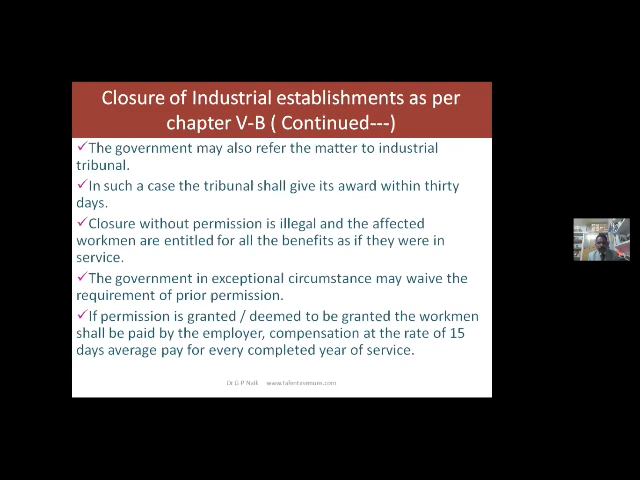 Closure of Industrial establishments as per
chapter V-B ( Continued---)
✓The government may also refer the matter to industrial
tribunal.
✓In such a case the tribunal shall give its award within thirty
days.
✓Closure without permission is illegal and the affected
workmen are entitled for all the benefits as if they were in
service.
✓The government in exceptional circumstance may waive the
requirement of prior permission.
✓If permission is granted / deemed to be granted the workmen
shall be paid by the employer, compensation at the rate of 15
days average pay for every completed year of service.
Dr G P Naik